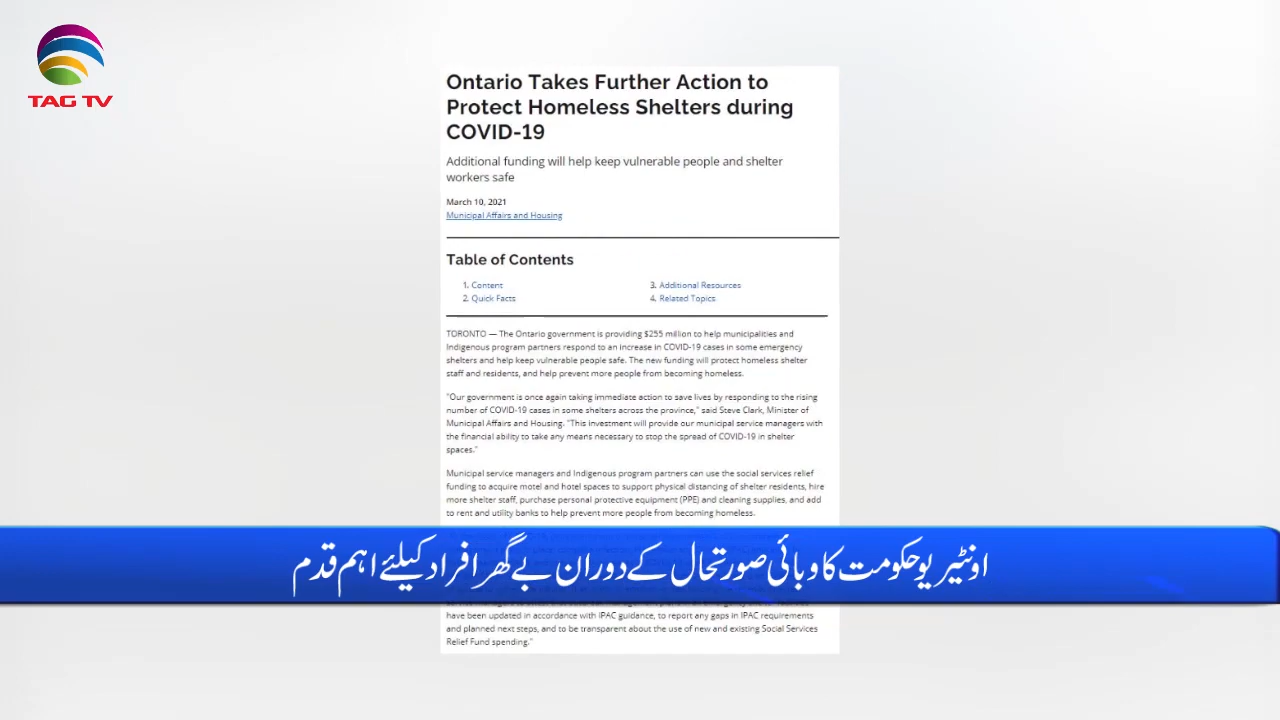 TAG TV
Ontario Takes Further Action to
Protect Homeless Shelters during
COVID-19
Additional funding will help keep vulnerable people and shelter
workers safe
March 10, 2021
Municipal Affairs and Housing
Table of Contents
1. Content
2. Quick Facts
3. Additional Resources
4. Related Topics
TORONTO — The Ontario government is providing $255 million to help municipalities and
Indigenous program partners respond to an increase in COVID-19 cases in some emergency
shelters and help keep vulnerable people safe. The new funding will protect homeless shelter
staff and residents, and help prevent more people from becoming homeless.
"Our government is once again taking immediate action to save lives by responding to the rising
number of COVID-19 cases in some shelters across the province," said Steve Clark, Minister of
Municipal Affairs and Housing. "This investment will provide our municipal service managers with
the financial ability to take any means necessary to stop the spread of COVID-19 in shelter
spaces."
Municipal service managers and Indigenous program partners can use the social services relief
funding to acquire motel and hotel spaces to support physical distancing of shelter residents, hire
more shelter staff, purchase personal protective equipment (PPE) and cleaning supplies, and add
to rent and utility banks to help prevent more people from becoming homeless.
اونٹیریو حکومت کا وبائی صورتحال کے دوران بے گھر افراد کیلئے اہم قدم
have been updated in accordance with IPAC guidance, to report any gaps in IPAC requirements
and planned next steps, and to be transparent about the use of new and existing Social Services
Relief Fund spending."